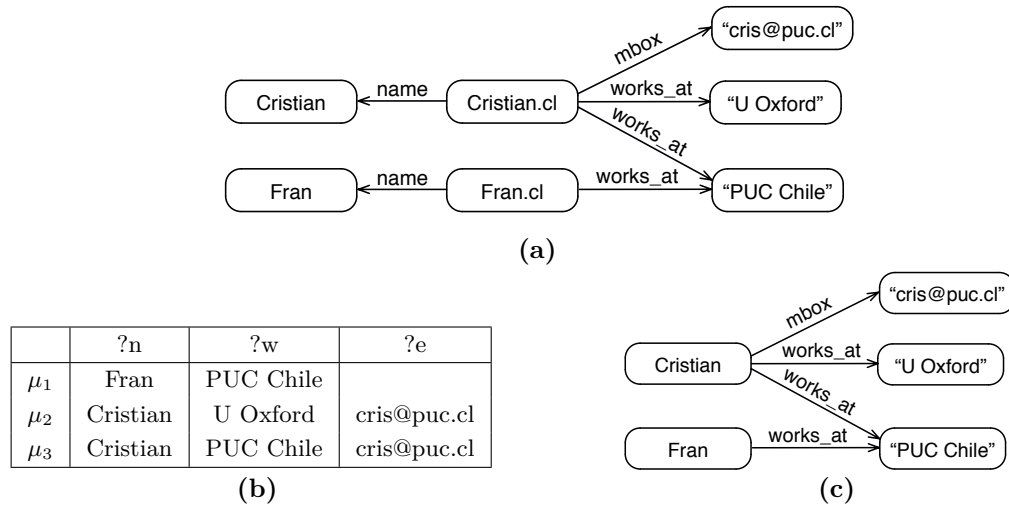 “cris@puc.cl”
mbox
Cristian
name
Cristian.cl
works_at
“U Oxford”
works_at
Fran
name
Fran.cl
works_at
“PUC Chile”
(a)
?n ?w ?e
μ1 Fran PUC Chile
μ2 Cristian U Oxford cris@puc.cl
μ3 Cristian PUC Chile cris@puc.cl
(b)
“cris@puc.cl”
mbox
Cristian
works_at
“U Oxford”
works_at
Fran
works_at
“PUC Chile”
(c)